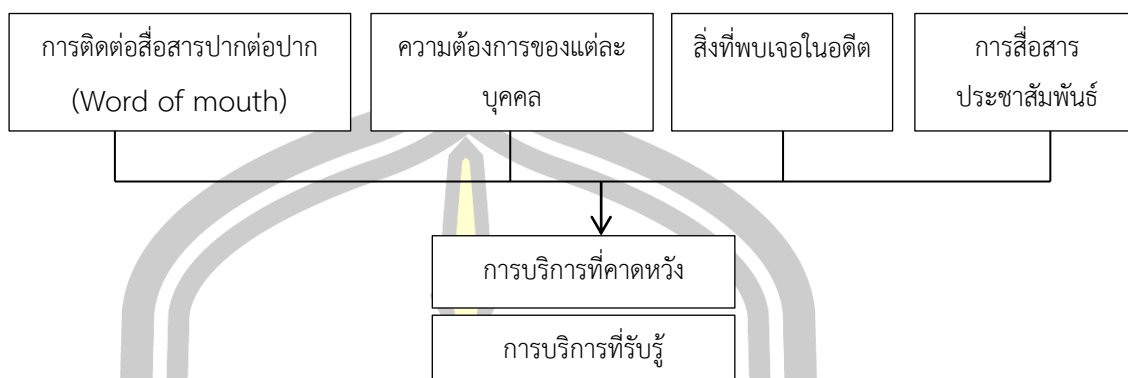 การติดต่อสื่อสารปากต่อปาก
(Word of mouth)
ความต้องการของแต่ละ
บุคคล
สิ่งที่พบเจอในอดีต
การสื่อสาร
ประชาสัมพันธ์
การบริการที่คาดหวัง
การบริการที่รับรู้